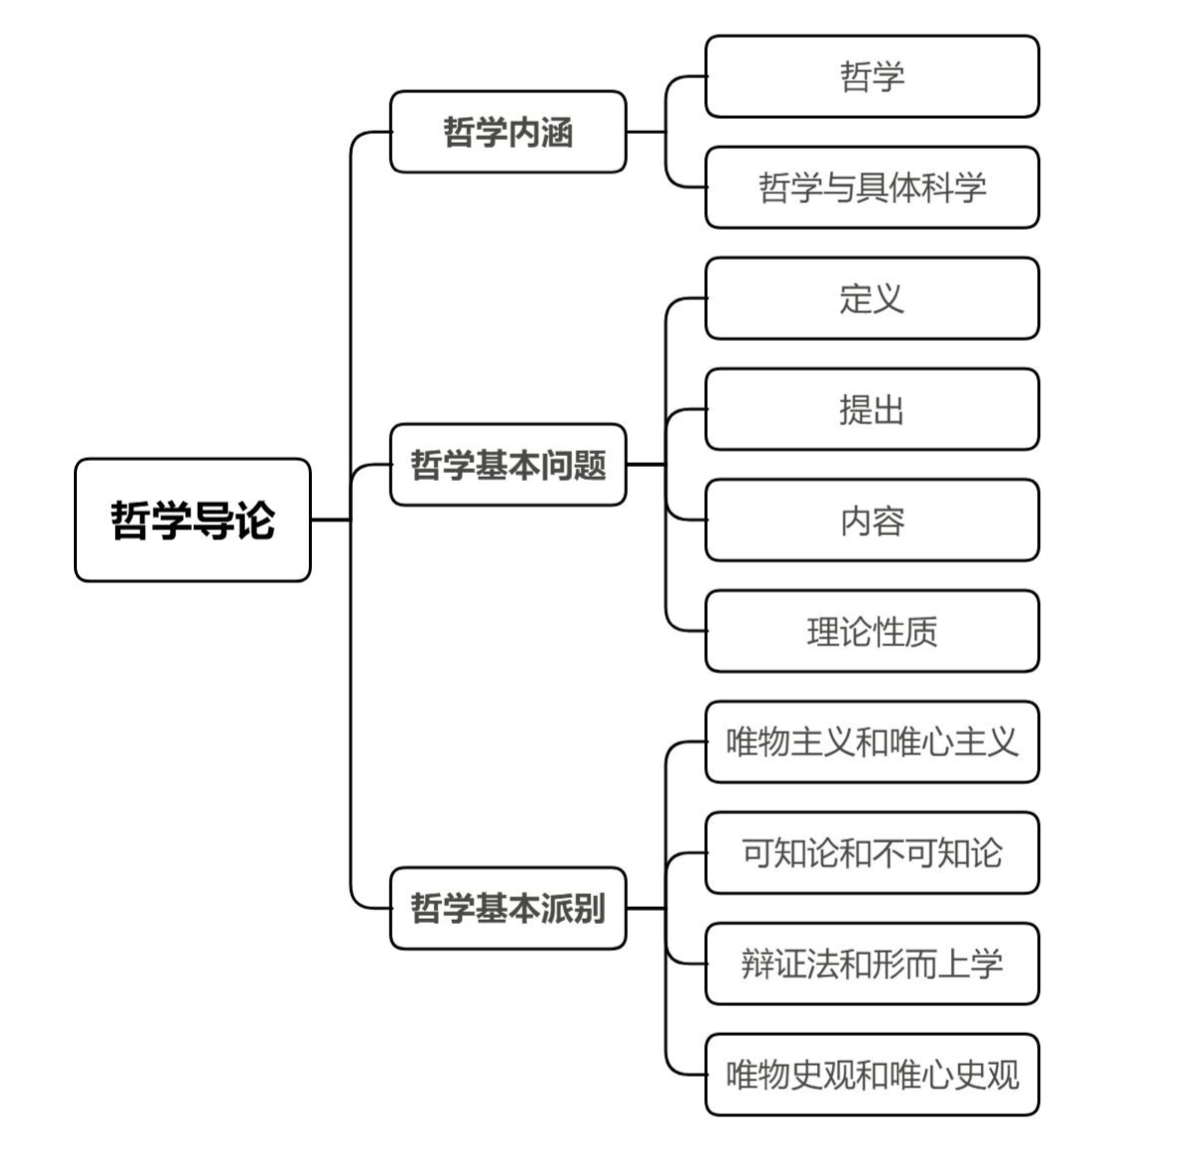 哲学导论
哲学内涵
哲学
哲学与具体科学
哲学基本问题
定义
提出
内容
理论性质
哲学基本派别
唯物主义和唯心主义
可知论和不可知论
辩证法和形而上学
唯物史观和唯心史观